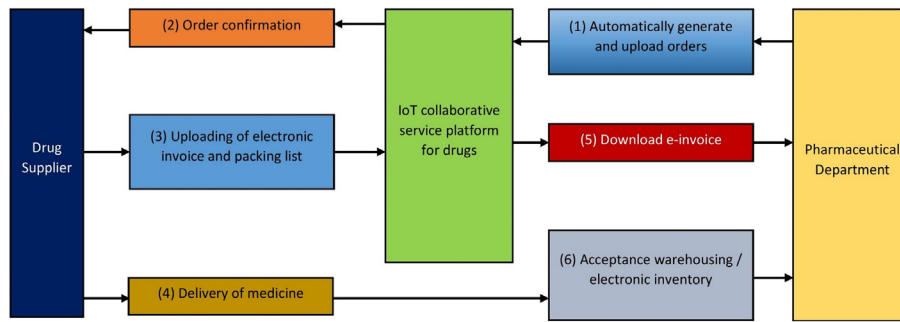 (2) Order confirmation
(1) Automatically generate
and upload orders
Drug
Supplier
(3) Uploading of electronic
invoice and packing list
IoT collaborative
service platform
for drugs
(5) Download e-invoice
Pharmaceutical
Department
(4) Delivery of medicine
(6) Acceptance warehousing /
electronic inventory